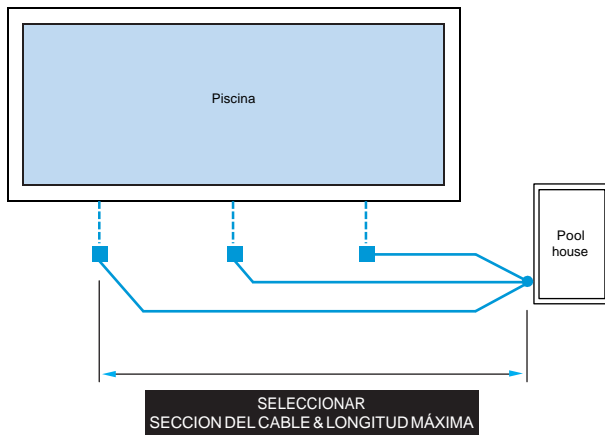 Piscina
Pool
house
SELECCIONAR
SECCION DEL CABLE & LONGITUD MÁXIMA